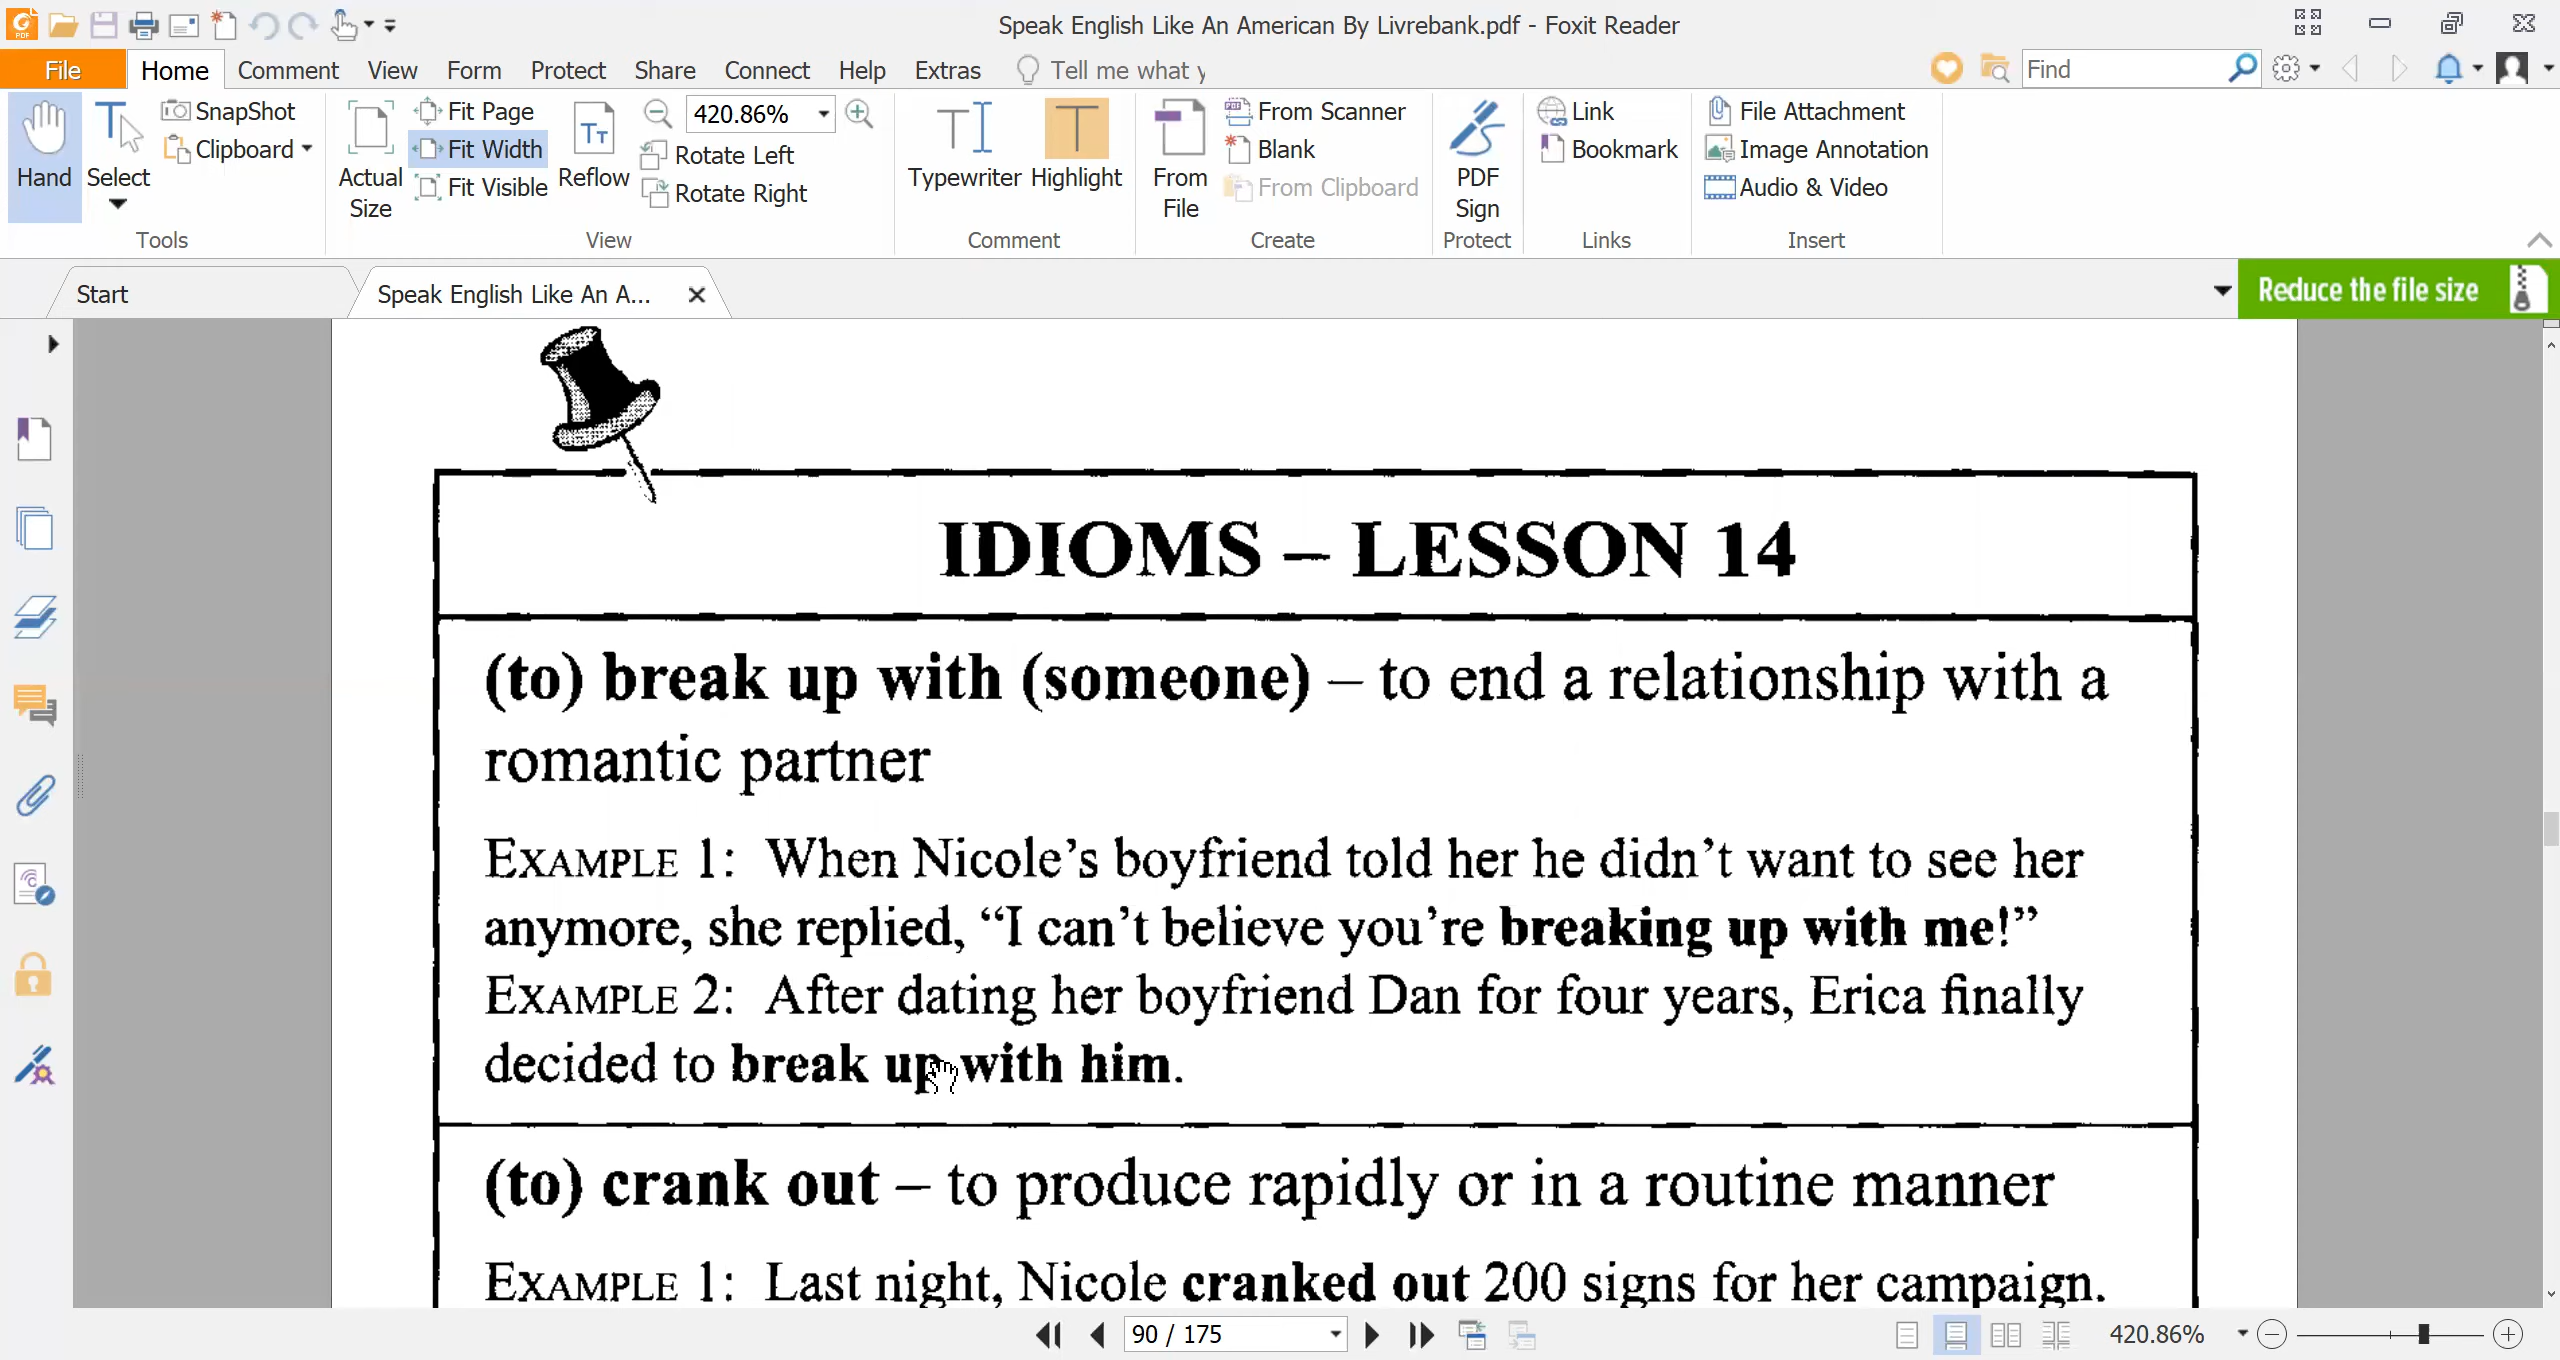 Speak English Like An American By Livrebank.pdf - Foxit Reader
File Home Comment View Form Protect Share Connect Help Extras Tell me what y Find
Hand
Select
SnapShot
Clipboard
Tools
Actual Size
Fit Page
Fit Width
Fit Visible
Reflow
420.86%
Rotate Left
Rotate Right
View
Typewriter
Highlight
Comment
From File
From Scanner
Blank
From Clipboard
Create
PDF Sign
Protect
Link
Bookmark
Links
File Attachment
Image Annotation
Audio & Video
Insert
Start
Speak English Like An A...
Reduce the file size
IDIOMS – LESSON 14
(to) break up with (someone) – to end a relationship with a
romantic partner
EXAMPLE 1: When Nicole's boyfriend told her he didn't want to see her
anymore, she replied, "I can't believe you're breaking up with me!"
EXAMPLE 2: After dating her boyfriend Dan for four years, Erica finally
decided to break up with him.
(to) crank out – to produce rapidly or in a routine manner
EXAMPLE 1: Last night, Nicole cranked out 200 signs for her campaign.
90 / 175
420.86%